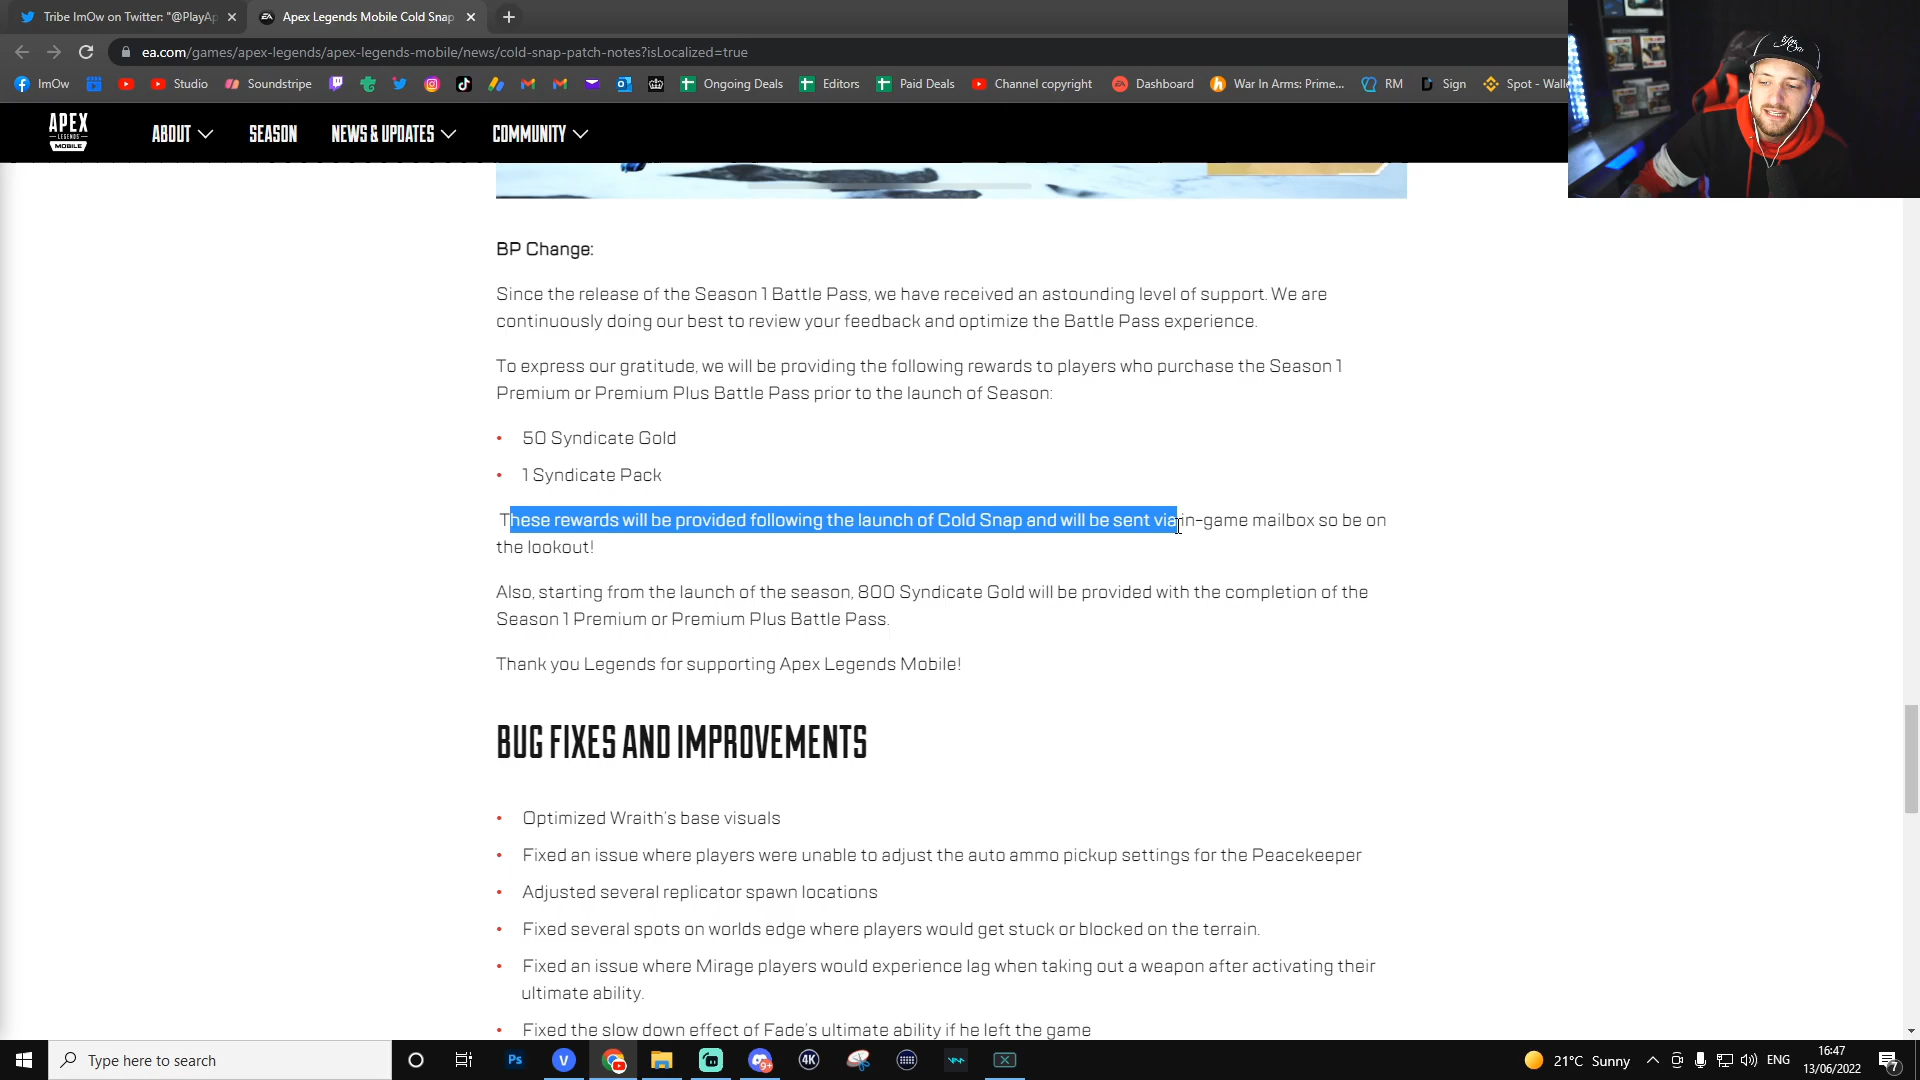 Tribe ImOw on Twitter: "@PlayAp
Apex Legends Mobile Cold Snap
ea.com/games/apex-legends/apex-legends-mobile/news/cold-snap-patch-notes?isLocalized=true
ImOw Studio Soundstripe Ongoing Deals Editors Paid Deals Channel copyright Dashboard War In Arms: Prime... RM Sign Spot - Walle
APEX
LEGENDS
MOBILE
ABOUT SEASON NEWS & UPDATES COMMUNITY
BP Change:
Since the release of the Season 1 Battle Pass, we have received an astounding level of support. We are
continuously doing our best to review your feedback and optimize the Battle Pass experience.
To express our gratitude, we will be providing the following rewards to players who purchase the Season 1
Premium or Premium Plus Battle Pass prior to the launch of Season:
• 50 Syndicate Gold
• 1 Syndicate Pack
These rewards will be provided following the launch of Cold Snap and will be sent via in-game mailbox so be on
the lookout!
Also, starting from the launch of the season, 800 Syndicate Gold will be provided with the completion of the
Season 1 Premium or Premium Plus Battle Pass.
Thank you Legends for supporting Apex Legends Mobile!
BUG FIXES AND IMPROVEMENTS
• Optimized Wraith's base visuals
• Fixed an issue where players were unable to adjust the auto ammo pickup settings for the Peacekeeper
• Adjusted several replicator spawn locations
• Fixed several spots on worlds edge where players would get stuck or blocked on the terrain.
• Fixed an issue where Mirage players would experience lag when taking out a weapon after activating their
ultimate ability.
• Fixed the slow down effect of Fade's ultimate ability if he left the game
Type here to search
Ps
V
9+
4K
21°C Sunny
ENG
16:47
13/06/2022
7